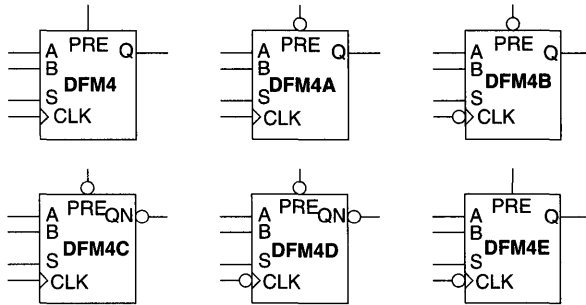 PRE
A Q
B
DFM4
S
CLK
PRE
A Q
B
DFM4A
S
CLK
PRE
A Q
B
DFM4B
S
CLK
PRE
A QN
B
DFM4C
S
CLK
PRE
A QN
B
DFM4D
S
CLK
PRE
A Q
B
DFM4E
S
CLK